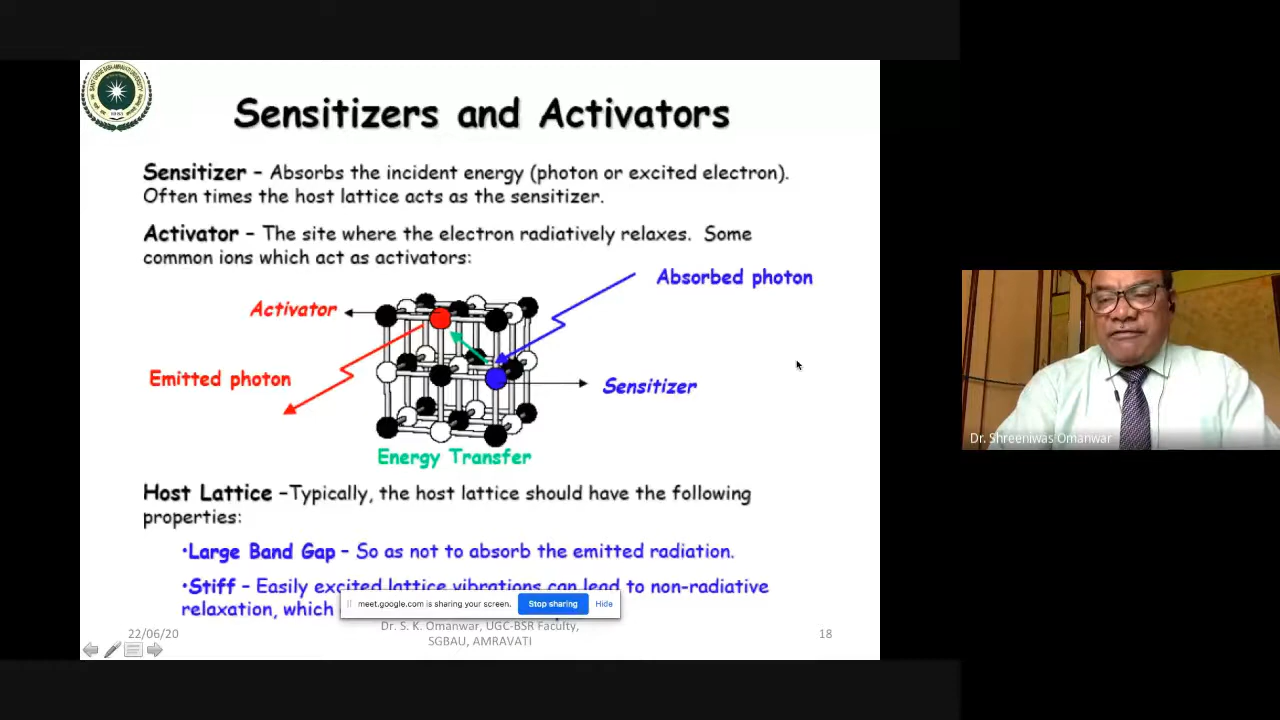 Sensitizers and Activators
Sensitizer – Absorbs the incident energy (photon or excited electron).
Often times the host lattice acts as the sensitizer.
Activator – The site where the electron radiatively relaxes. Some
common ions which act as activators:
Absorbed photon
Activator
Emitted photon
Sensitizer
Energy Transfer
Dr. Shreeniwas Omanwar
Host Lattice –Typically, the host lattice should have the following
properties:
•Large Band Gap – So as not to absorb the emitted radiation.
•Stiff – Easily excited lattice vibrations can lead to non-radiative
relaxation, which
meet.google.com is sharing your screen. Stop sharing Hide
22/06/20
Dr. S. K. Omanwar, UGC-BSR Faculty,
SGBAU, AMRAVATI
18